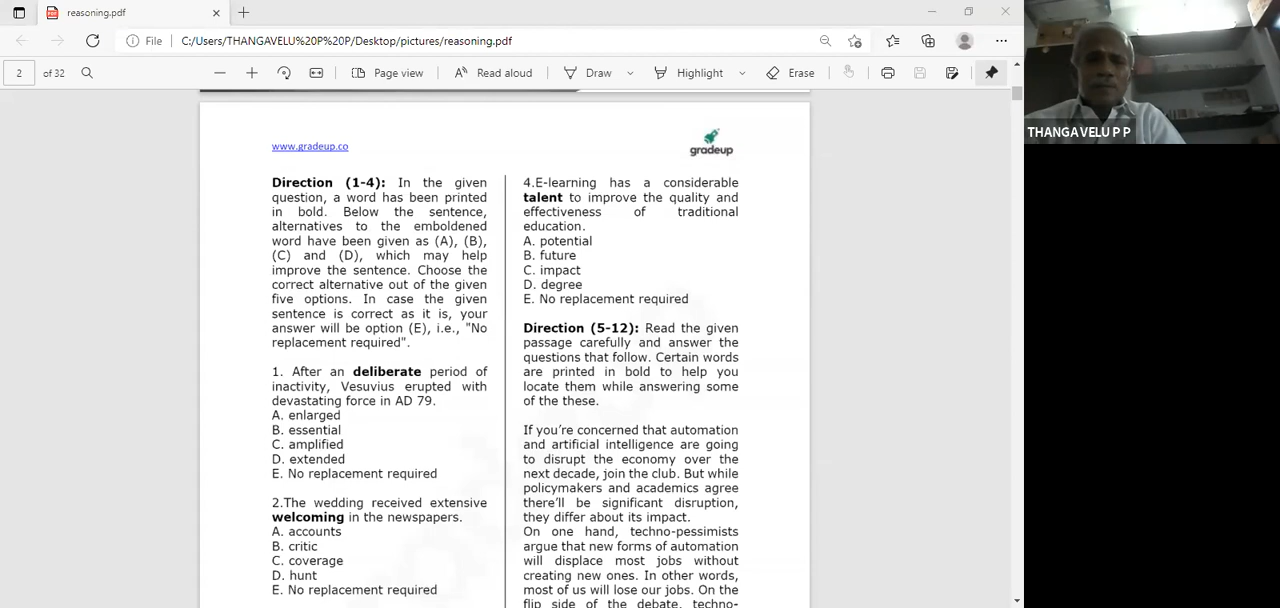 reasoning.pdf
File
C:/Users/THANGAVELU%20P%20P/Desktop/pictures/reasoning.pdf
2
of 32
Page view
Read aloud
Draw
Highlight
Erase
THANGAVELU P P
www.gradeup.co
gradeup
Direction (1-4): In the given
question, a word has been printed
in bold. Below the sentence,
alternatives to the emboldened
word have been given as (A), (B),
(C) and (D), which may help
improve the sentence. Choose the
correct alternative out of the given
five options. In case the given
sentence is correct as it is, your
answer will be option (E), i.e., "No
replacement required".
1. After an deliberate period of
inactivity, Vesuvius erupted with
devastating force in AD 79.
A. enlarged
B. essential
C. amplified
D. extended
E. No replacement required
2.The wedding received extensive
welcoming in the newspapers.
A. accounts
B. critic
C. coverage
D. hunt
E. No replacement required
4.E-learning has a considerable
talent to improve the quality and
effectiveness of traditional
education.
A. potential
B. future
C. impact
D. degree
E. No replacement required
Direction (5-12): Read the given
passage carefully and answer the
questions that follow. Certain words
are printed in bold to help you
locate them while answering some
of the these.
If you're concerned that automation
and artificial intelligence are going
to disrupt the economy over the
next decade, join the club. But while
policymakers and academics agree
there'll be significant disruption,
they differ about its impact.
On one hand, techno-pessimists
argue that new forms of automation
will displace most jobs without
creating new ones. In other words,
most of us will lose our jobs. On the
flip side of the debate, techno-